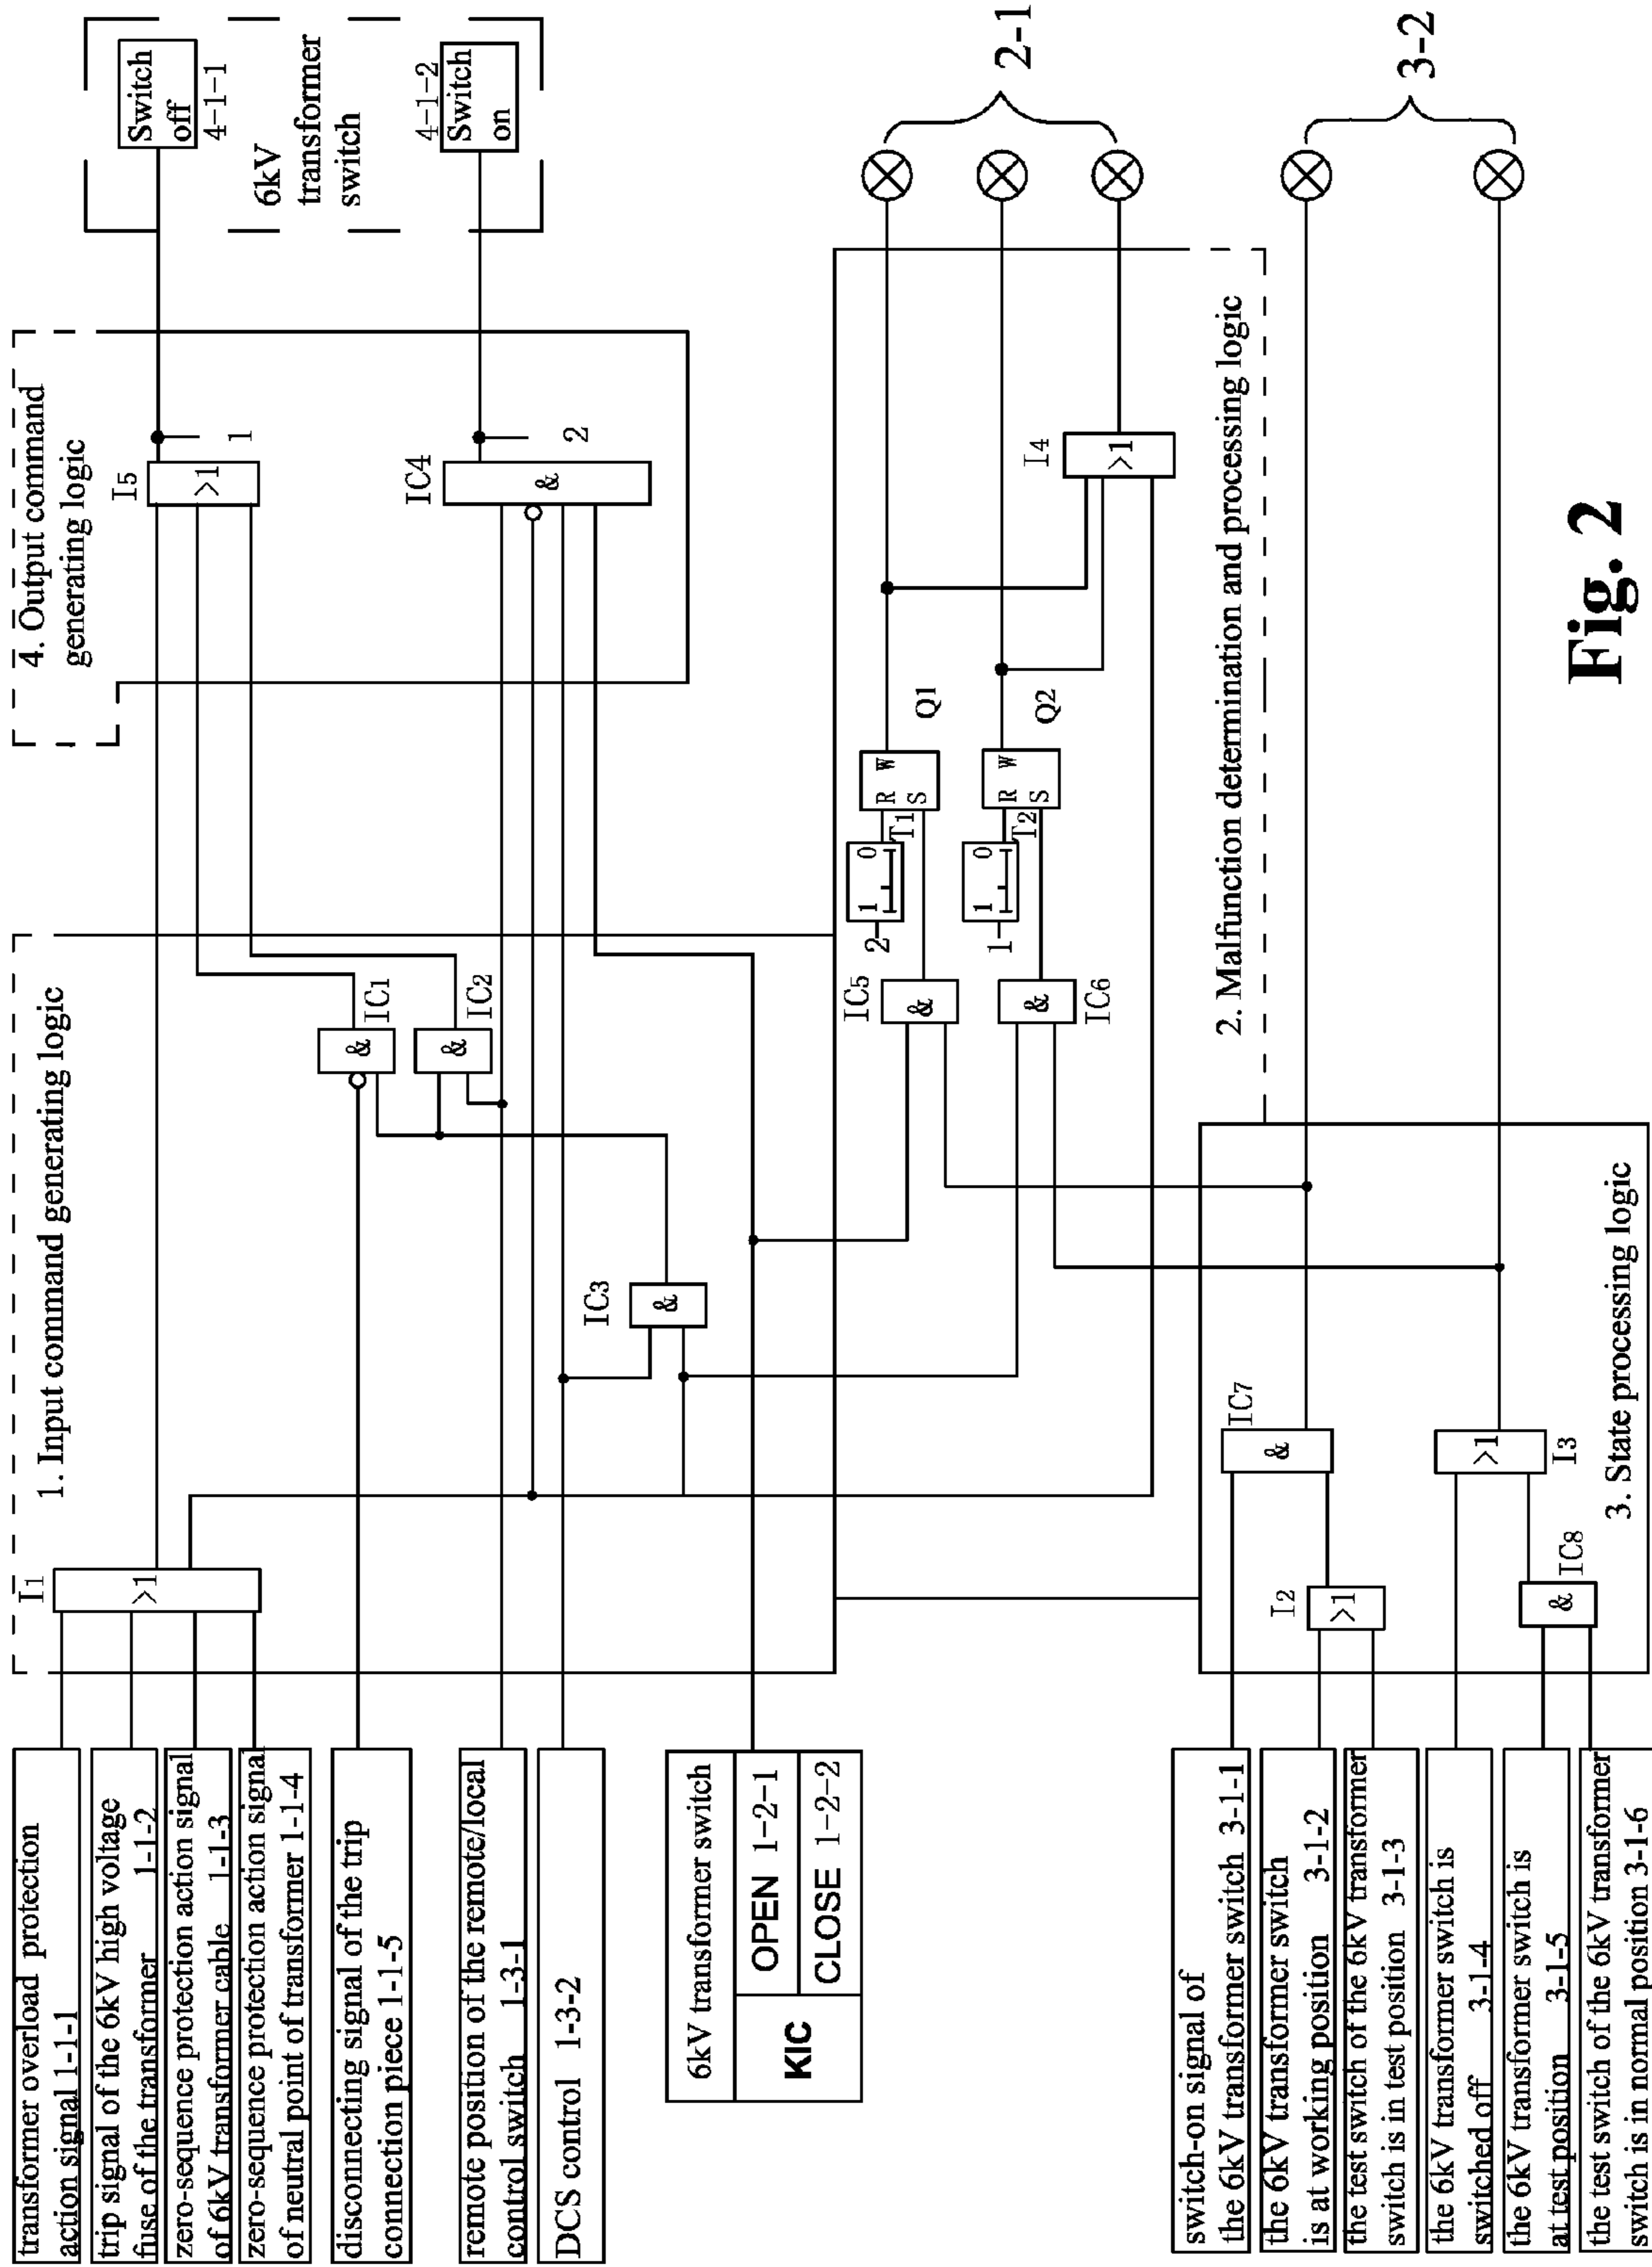 transformer overload protection
action signal 1-1-1
trip signal of the 6kV high voltage
fuse of the transformer 1-1-2
zero-sequence protection action signal
of 6kV transformer cable 1-1-3
zero-sequence protection action signal
of neutral point of transformer 1-1-4
disconnecting signal of the trip
connection piece 1-1-5
remote position of the remote/local
control switch 1-3-1
DCS control 1-3-2
6kV transformer switch
KIC
OPEN 1-2-1
CLOSE 1-2-2
switch-on signal of
the 6kV transformer switch 3-1-1
the 6kV transformer switch
is at working position 3-1-2
the test switch of the 6kV transformer
switch is in test position 3-1-3
the 6kV transformer switch is
switched off 3-1-4
the 6kV transformer switch is
at test position 3-1-5
the test switch of the 6kV transformer
switch is in normal position 3-1-6
1. Input command generating logic
I1
>1
IC1
&
IC2
&
IC3
&
4. Output command
generating logic
I5
>1
1
IC4
&
2
Switch
off
4-1-1
6kV
transformer
switch
4-1-2
Switch
on
IC5
&
IC6
&
2
1 0
T1
R W
S
Q1
1
1 0
T2
R W
S
Q2
I4
>1
2-1
2. Malfunction determination and processing logic
IC7
&
I2
>1
I3
>1
IC8
&
3. State processing logic
3-2
Fig. 2